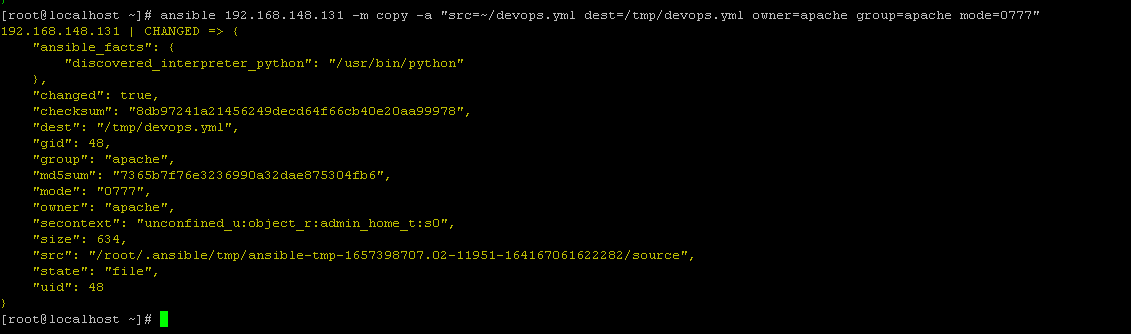 [root@localhost ~]# ansible 192.168.148.131 -m copy -a "src=~/devops.yml dest=/tmp/devops.yml owner=apache group=apache mode=0777"
192.168.148.131 | CHANGED => {
    "ansible_facts": {
        "discovered_interpreter_python": "/usr/bin/python"
    },
    "changed": true,
    "checksum": "8db97241a21456249decd64f66cb40e20aa99978",
    "dest": "/tmp/devops.yml",
    "gid": 48,
    "group": "apache",
    "md5sum": "7365b7f76e3236990a32dae875304fb6",
    "mode": "0777",
    "owner": "apache",
    "secontext": "unconfined_u:object_r:admin_home_t:s0",
    "size": 634,
    "src": "/root/.ansible/tmp/ansible-tmp-1657398707.02-11951-164167061622282/source",
    "state": "file",
    "uid": 48
}
[root@localhost ~]#